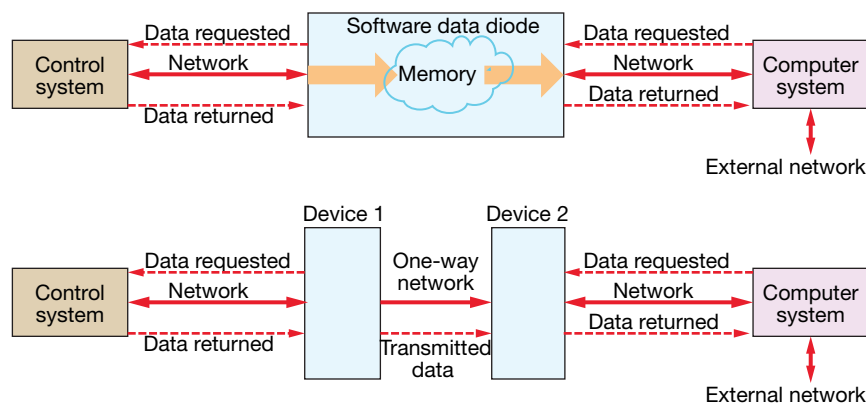 Software data diode
Data requested
Data requested
Control
system
Network
Memory
Network
Computer
system
Data returned
Data returned
External network
Device 1
Device 2
Data requested
One-way
network
Data requested
Control
system
Network
Network
Computer
system
Data returned
Transmitted
data
Data returned
External network